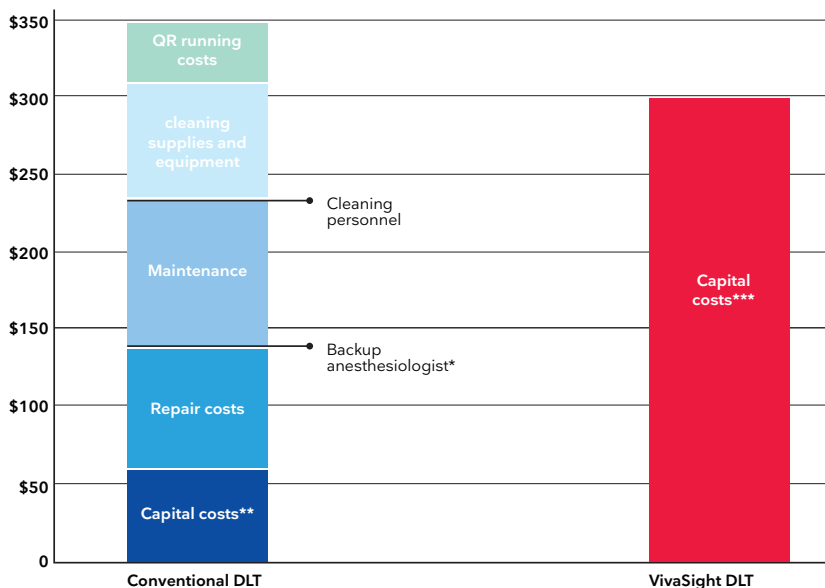 $350
$300
$250
$200
$150
$100
$50
0
QR running
costs
cleaning
supplies and
equipment
Cleaning
personnel
Maintenance
Backup
anesthesiologist*
Repair costs
Capital costs**
Capital
costs***
Conventional DLT
VivaSight DLT